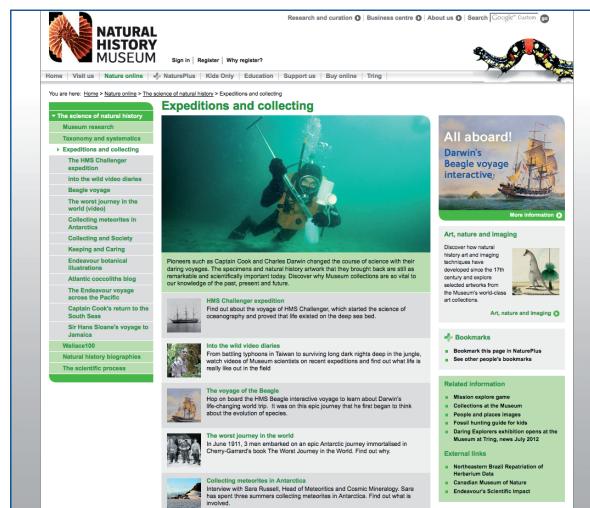 Research and curation | Business centre | About us | Search Google™ Custom go
NATURAL
HISTORY
MUSEUM
Sign in | Register | Why register?
Home | Visit us | Nature online | NaturePlus | Kids Only | Education | Support us | Buy online | Tring
You are here: Home > Nature online > The science of natural history > Expeditions and collecting
The science of natural history
Museum research
Taxonomy and systematics
Expeditions and collecting
The HMS Challenger
expedition
Into the wild video diaries
Beagle voyage
The worst journey in the
world (video)
Collecting meteorites in
Antarctica
Collecting and Society
Keeping and Caring
Endeavour botanical
illustrations
Atlantic coccoliths blog
The Endeavour voyage
across the Pacific
Captain Cook's return to the
South Seas
Sir Hans Sloane's voyage to
Jamaica
Wallace100
Natural history biographies
The scientific process
Expeditions and collecting
Pioneers such as Captain Cook and Charles Darwin changed the course of science with their
daring voyages. The specimens and natural history artwork that they brought back are still as
remarkable and scientifically important today. Discover why Museum collections are so vital to
our knowledge of the past, present and future.
HMS Challenger expedition
Find out about the voyage of HMS Challenger, which started the science of
oceanography and proved that life existed on the deep sea bed.
Into the wild video diaries
From battling typhoons in Taiwan to surviving long dark nights deep in the jungle,
watch videos of Museum scientists on recent expeditions and find out what life is
really like out in the field
The voyage of the Beagle
Hop on board the HMS Beagle interactive voyage to learn about Darwin's
life-changing world trip. It was on this epic journey that he first began to think
about the evolution of species.
The worst journey in the world
In June 1911, 3 man embarked on an epic Antarctic journey immortalised in
Cherry-Garrard's book The Worst Journey in the World. Find out why.
Collecting meteorites in Antarctica
Interview with Sara Russell, Head of Meteoritics and Cosmic Mineralogy. Sara
has spent three summers collecting meteorites in Antarctica. Find out what is
involved.
All aboard!
Darwin's
Beagle voyage
interactive
More information
Art, nature and imaging
Discover how natural
history art and imaging
techniques have
developed since the 17th
century and explore
selected artworks from
the Museum's world-class
art collections.
Art, nature and imaging
Bookmarks
Bookmark this page in NaturePlus
See other people's bookmarks
Related information
Mission explore game
Collections at the Museum
People and places images
Fossil hunting guide for kids
Daring Explorers exhibition opens at the
Museum at Tring, news July 2012
External links
Northeastern Brazil Repatriation of
Herbarium Data
Canadian Museum of Nature
Endeavour's Scientific impact